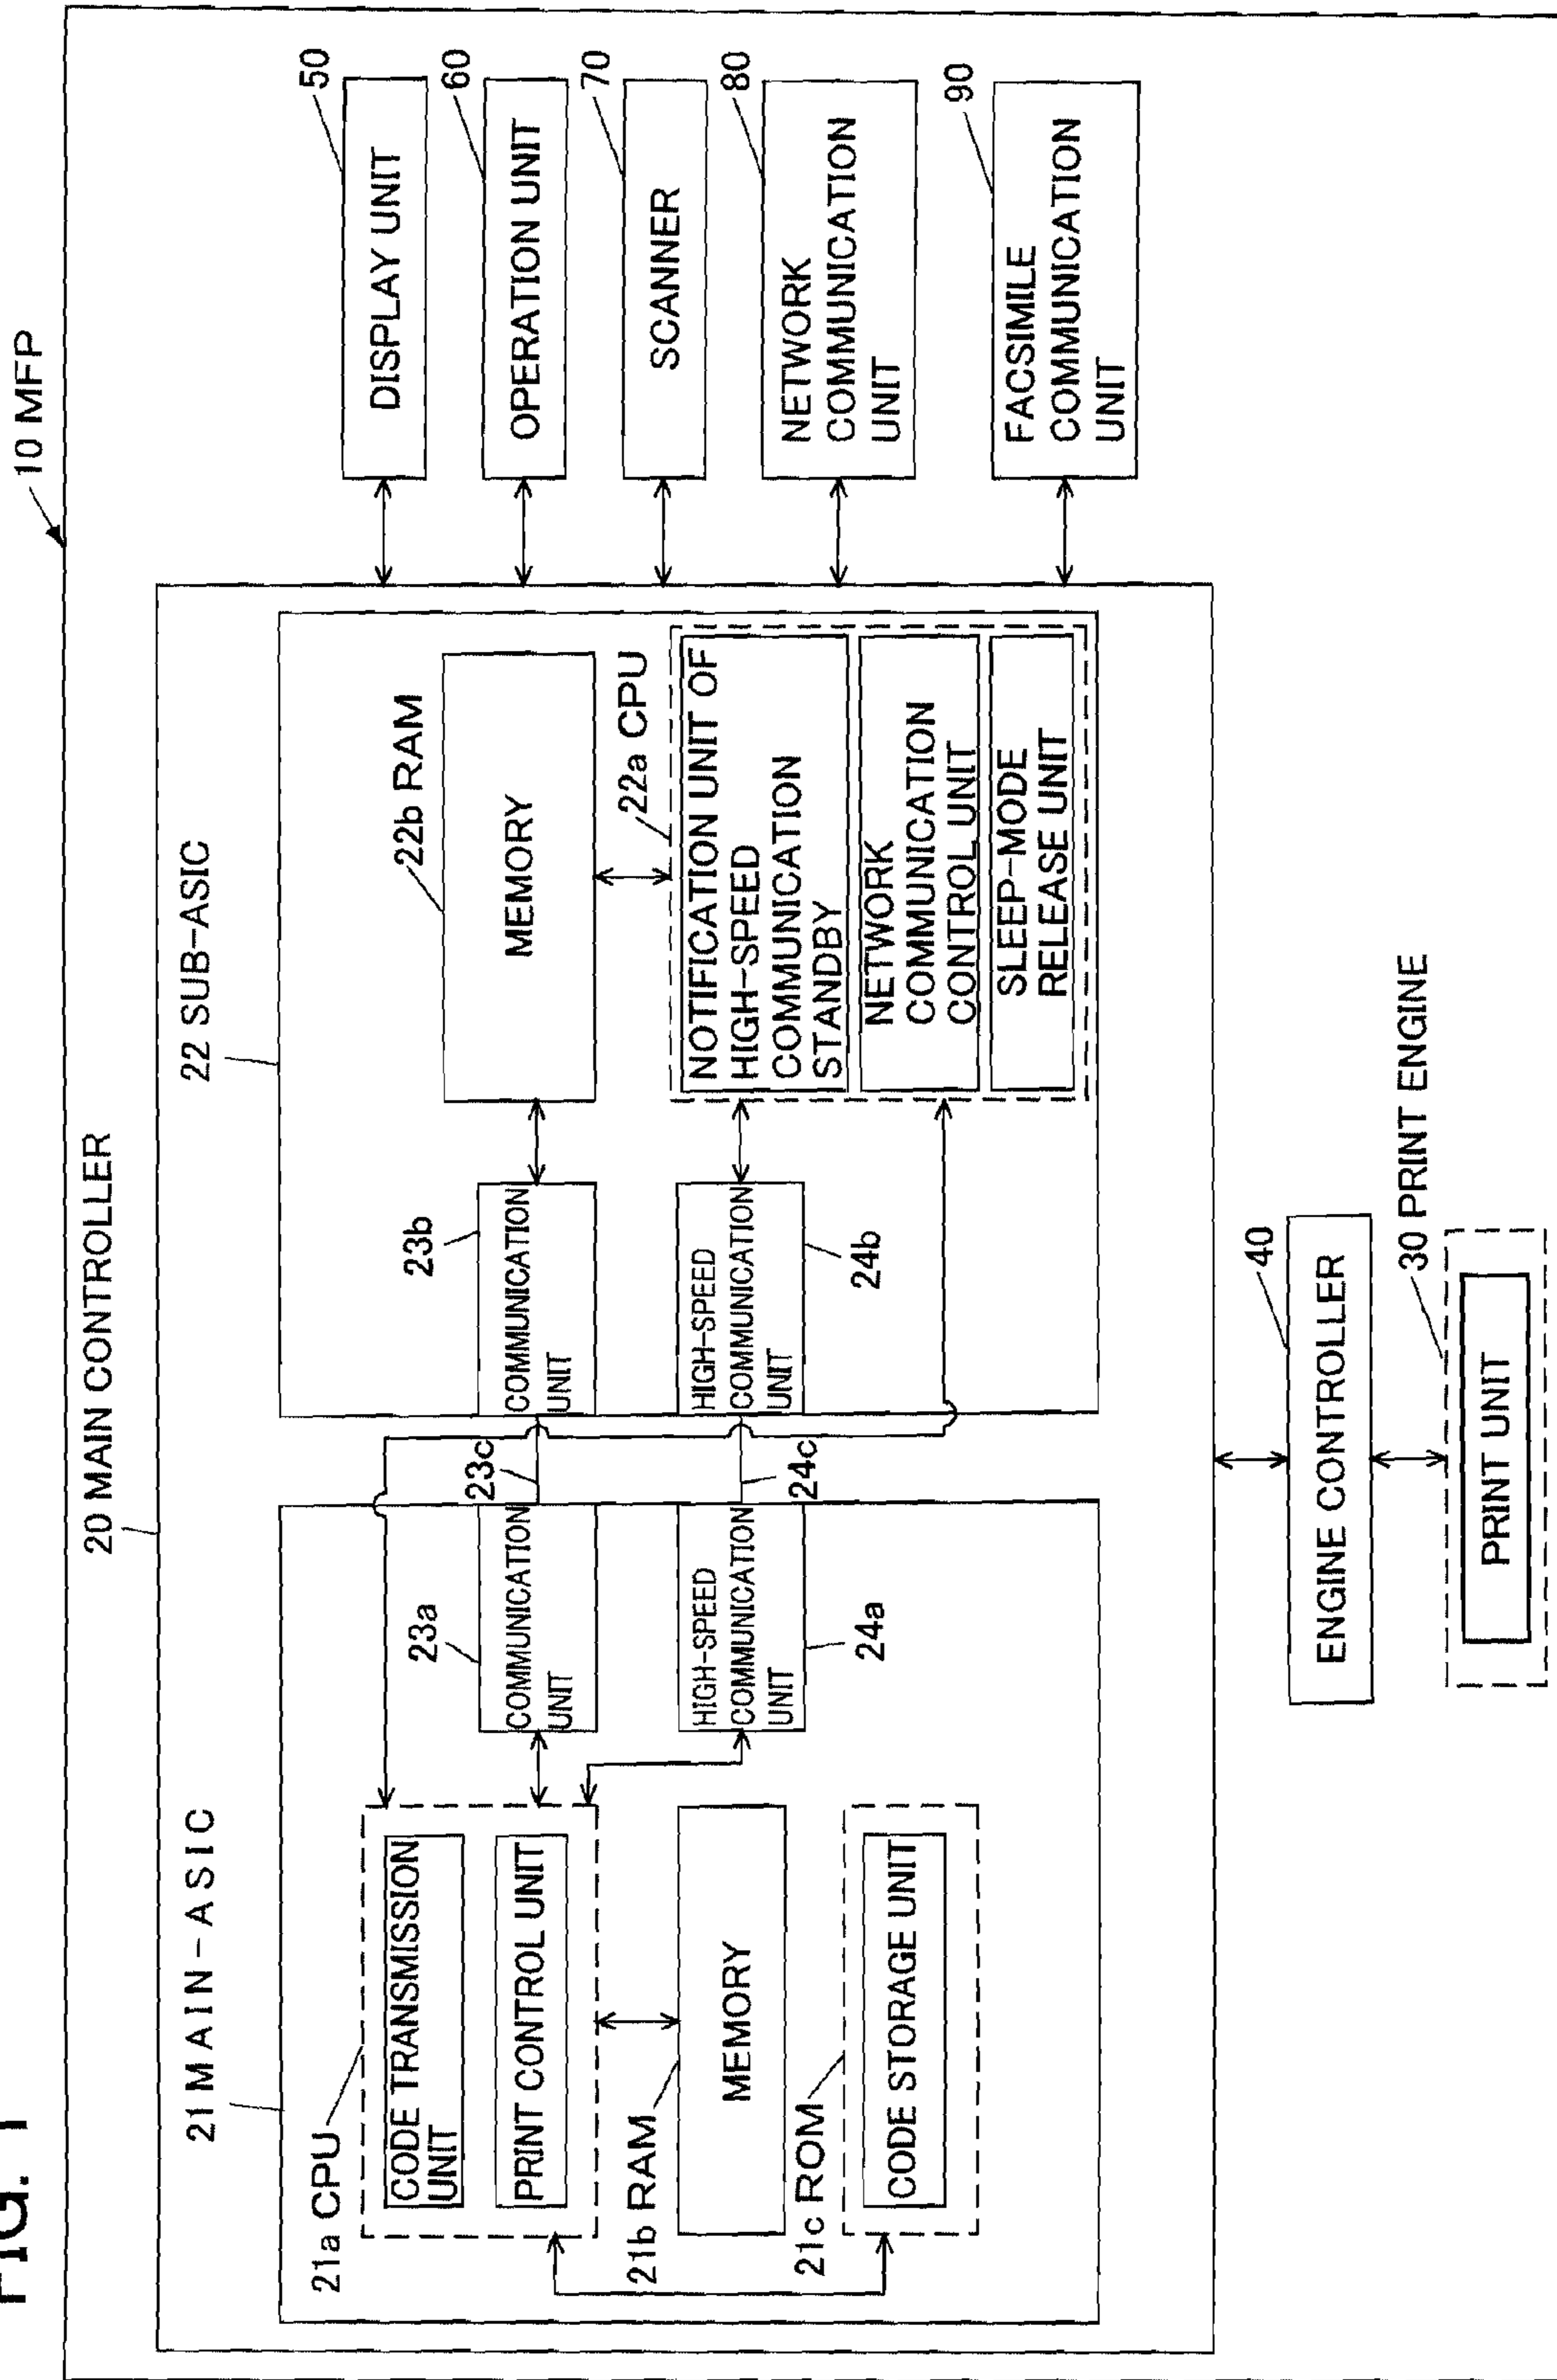 FIG. 1
10 MFP
20 MAIN CONTROLLER
21 MAIN-ASIC
21a CPU
CODE TRANSMISSION
UNIT
PRINT CONTROL UNIT
21b RAM
MEMORY
21c ROM
CODE STORAGE UNIT
23a
COMMUNICATION
UNIT
HIGH-SPEED
COMMUNICATION
UNIT
24a
23c
24c
22 SUB-ASIC
23b
COMMUNICATION
UNIT
HIGH-SPEED
COMMUNICATION
UNIT
24b
22b RAM
MEMORY
22a CPU
NOTIFICATION UNIT OF
HIGH-SPEED
COMMUNICATION
STANDBY
NETWORK
COMMUNICATION
CONTROL UNIT
SLEEP-MODE
RELEASE UNIT
50
DISPLAY UNIT
60
OPERATION UNIT
70
SCANNER
80
NETWORK
COMMUNICATION
UNIT
90
FACSIMILE
COMMUNICATION
UNIT
40
ENGINE CONTROLLER
30 PRINT ENGINE
PRINT UNIT